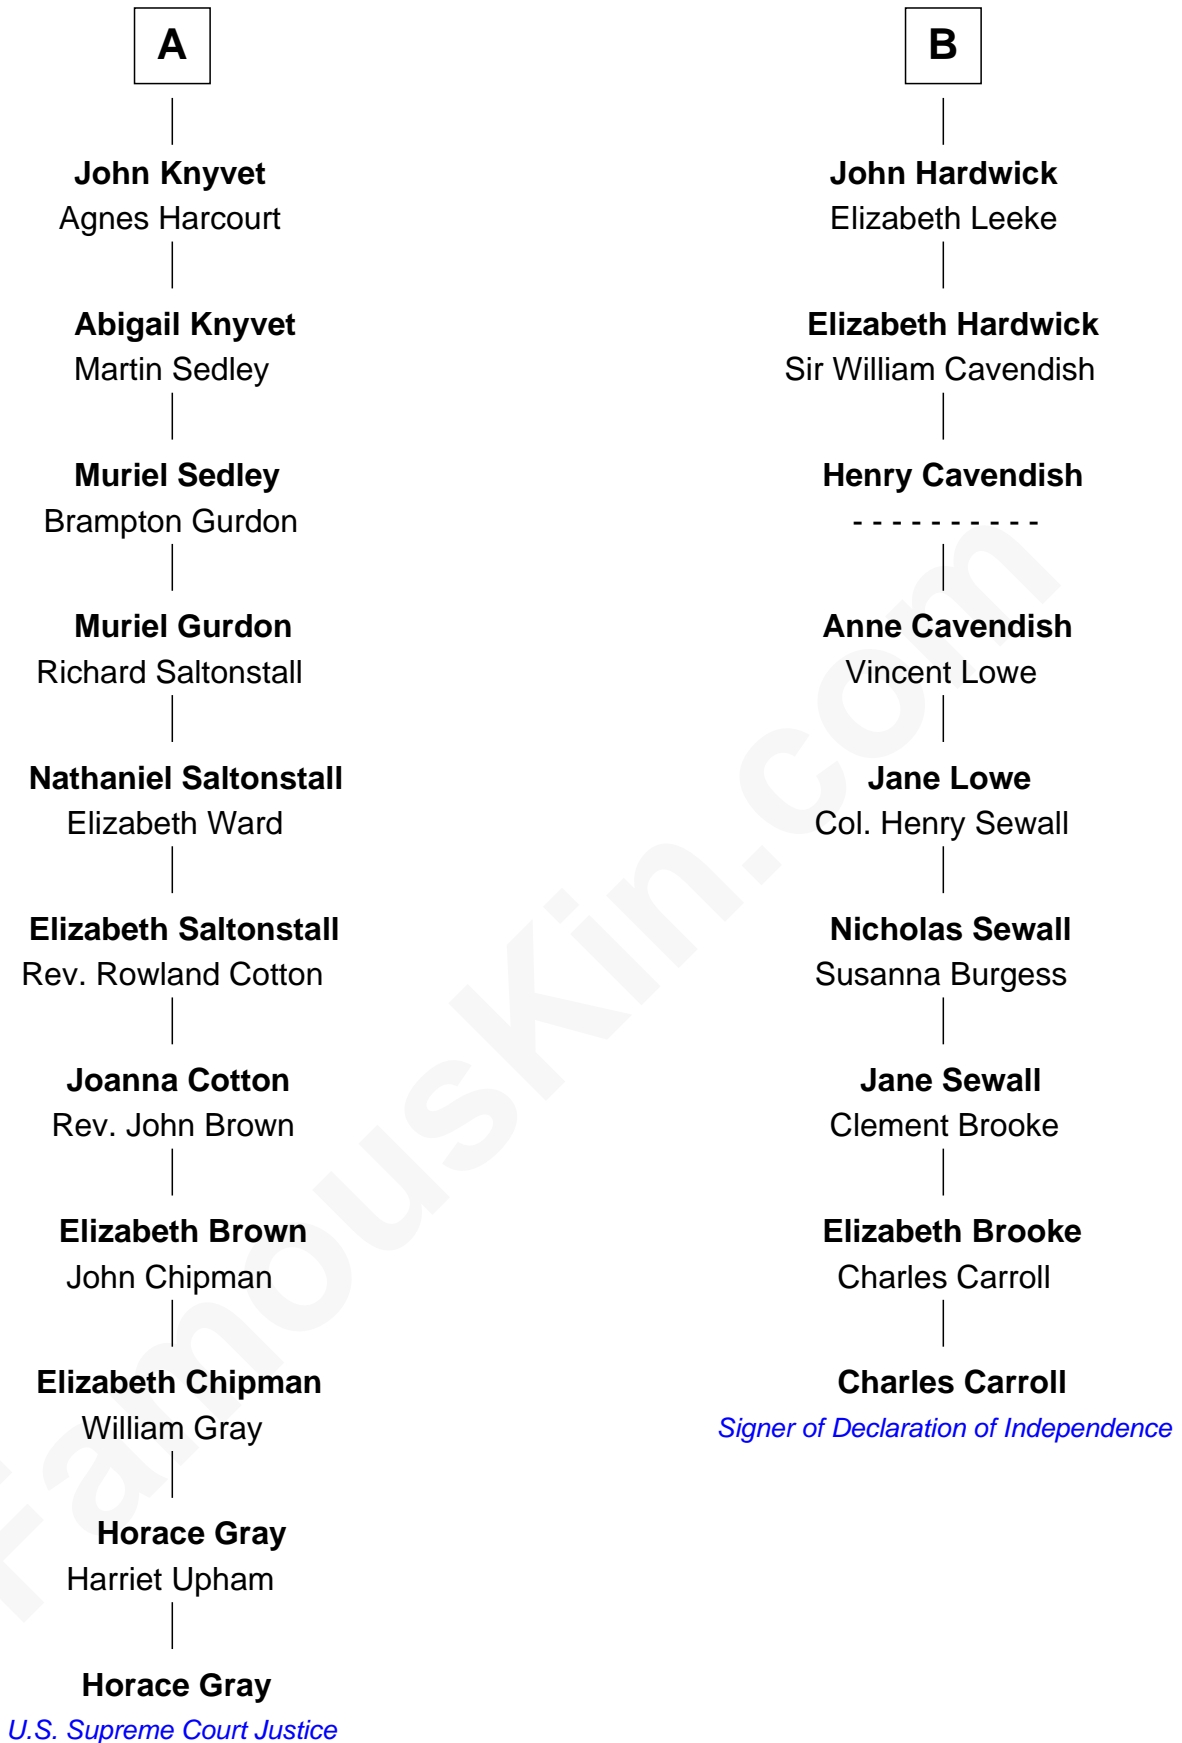 A
John Knyvet
Agnes Harcourt
Abigail Knyvet
Martin Sedley
Muriel Sedley
Brampton Gurdon
Muriel Gurdon
Richard Saltonstall
Nathaniel Saltonstall
Elizabeth Ward
Elizabeth Saltonstall
Rev. Rowland Cotton
Joanna Cotton
Rev. John Brown
Elizabeth Brown
John Chipman
Elizabeth Chipman
William Gray
Horace Gray
Harriet Upham
Horace Gray
U.S. Supreme Court Justice
B
John Hardwick
Elizabeth Leeke
Elizabeth Hardwick
Sir William Cavendish
Henry Cavendish
- - - - - - - - - -
Anne Cavendish
Vincent Lowe
Jane Lowe
Col. Henry Sewall
Nicholas Sewall
Susanna Burgess
Jane Sewall
Clement Brooke
Elizabeth Brooke
Charles Carroll
Charles Carroll
Signer of Declaration of Independence
FamousKin.com